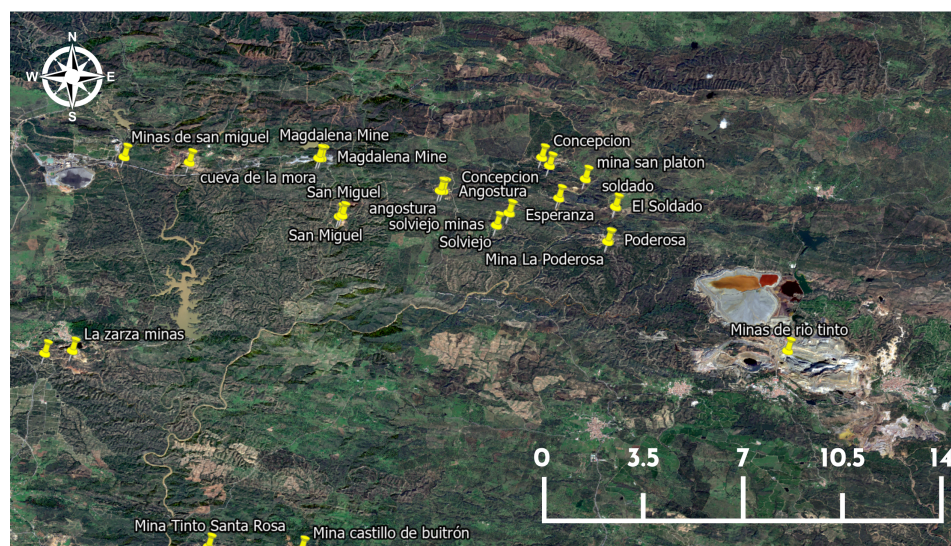 N
W E
S
Minas de san miguel
Magdalena Mine
Magdalena Mine
Concepcion
cueva de la mora
mina san platon
San Miguel
Concepcion
soldado
angostura
Angostura
Esperanza
El Soldado
San Miguel
solviejo minas
Solviejo
Mina La Poderosa
Poderosa
La zarza minas
Minas de rio tinto
0 3.5 7 10.5 14
Mina Tinto Santa Rosa
Mina castillo de buitrón